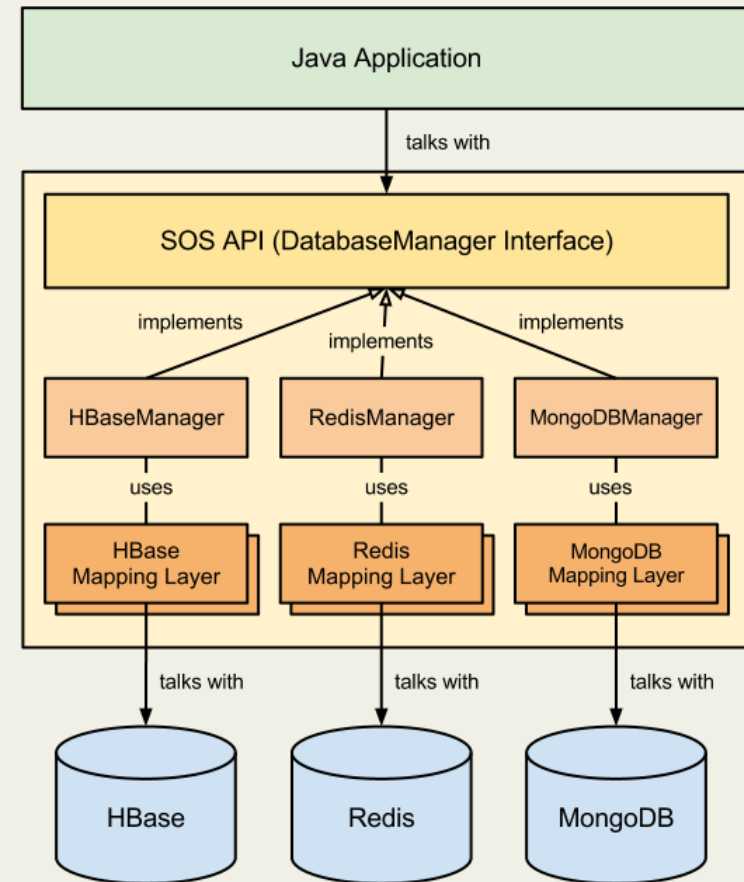 Java Application
talks with
SOS API (DatabaseManager Interface)
implements
implements
implements
HBaseManager
RedisManager
MongoDBManager
uses
uses
uses
HBase
Mapping Layer
Redis
Mapping Layer
MongoDB
Mapping Layer
talks with
talks with
talks with
HBase
Redis
MongoDB